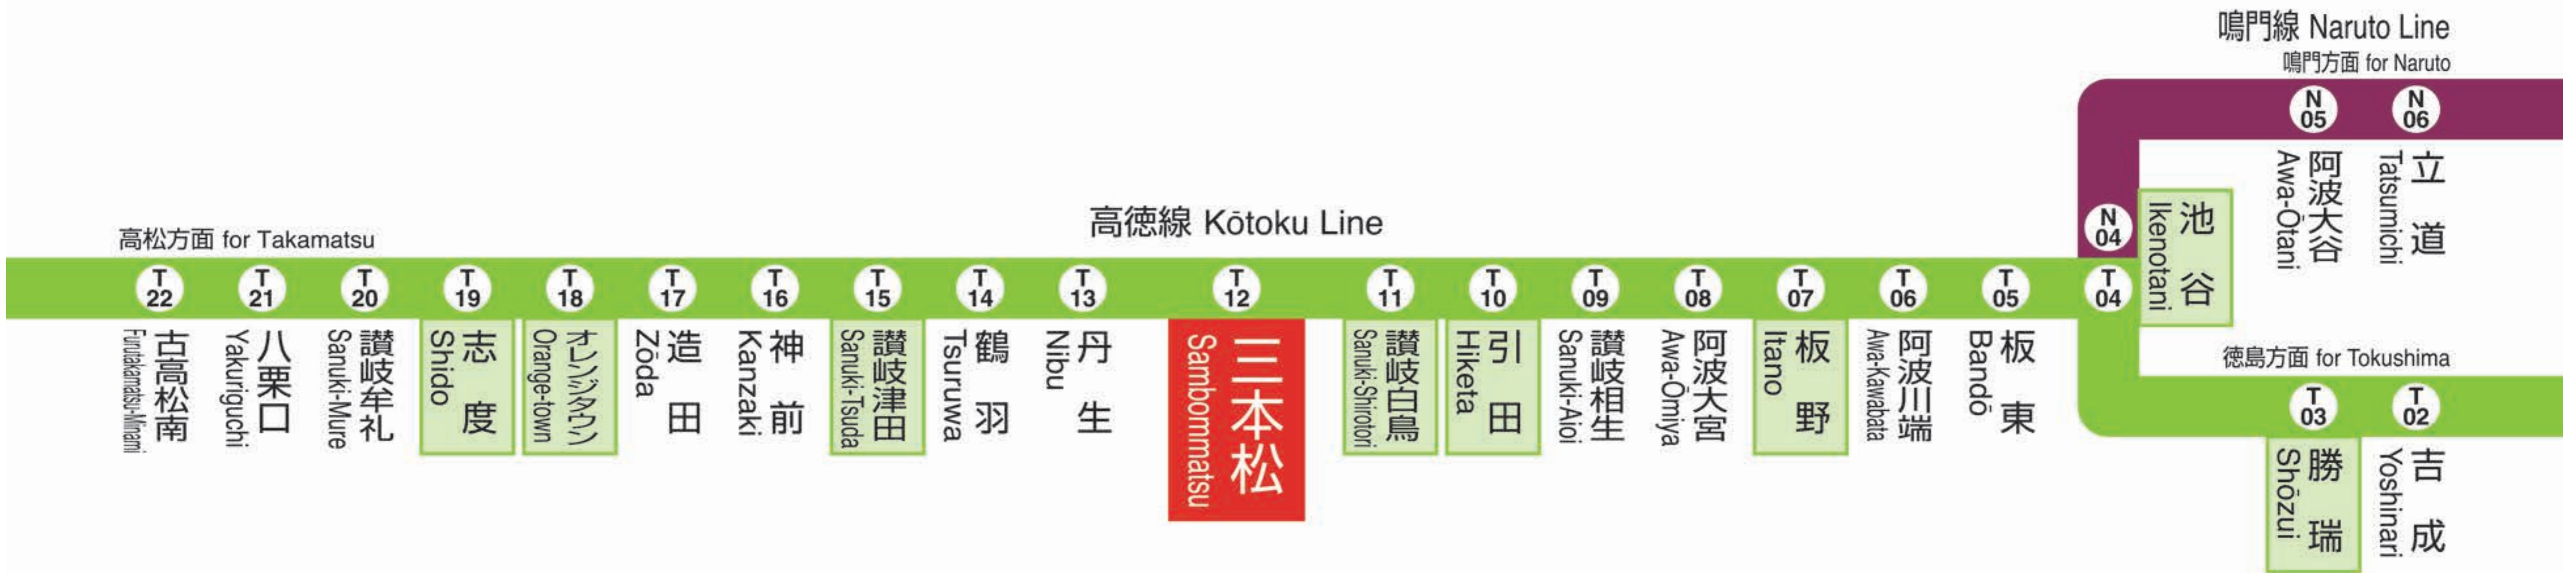 鳴門線 Naruto Line
鳴門方面 for Naruto
N 05
N 06
阿波大谷
Awa-Ōtani
立道
Tatsumichi
高徳線 Kōtoku Line
高松方面 for Takamatsu
T 22
古高松南
Furutakamatsu-Minami
T 21
八栗口
Yakuriguchi
T 20
讃岐牟礼
Sanuki-Mure
T 19
志度
Shido
T 18
オレンジタウン
Orange-town
T 17
造田
Zōda
T 16
神前
Kanzaki
T 15
讃岐津田
Sanuki-Tsuda
T 14
鶴羽
Tsuruwa
T 13
丹生
Nibu
T 12
三本松
Sambommatsu
T 11
讃岐白鳥
Sanuki-Shirotori
T 10
引田
Hiketa
T 09
讃岐相生
Sanuki-Aioi
T 08
阿波大宮
Awa-Ōmiya
T 07
板野
Itano
T 06
阿波川端
Awa-Kawabata
T 05
板東
Bandō
N 04
T 04
池谷
Ikenotani
徳島方面 for Tokushima
T 03
勝瑞
Shōzui
T 02
吉成
Yoshinari